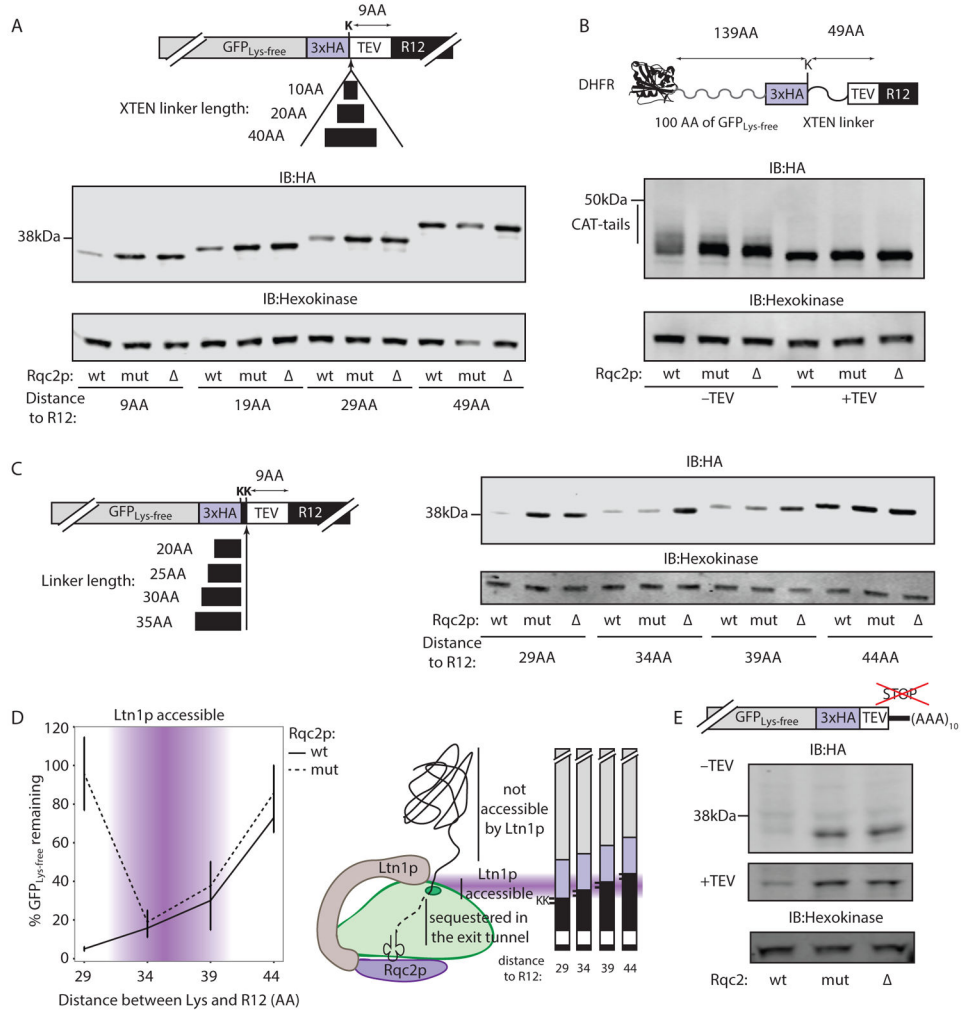 A
9AA
K
GFPLys-free 3xHA TEV R12
10AA
XTEN linker length: 20AA
40AA
IB:HA
38kDa
IB:Hexokinase
Rqc2p: wt mut Δ wt mut Δ wt mut Δ wt mut Δ
Distance to R12: 9AA 19AA 29AA 49AA
B
139AA 49AA
K
DHFR 3xHA TEV R12
100 AA of GFPLys-free XTEN linker
IB:HA
50kDa
CAT-tails
IB:Hexokinase
Rqc2p: wt mut Δ wt mut Δ
–TEV +TEV
C
9AA
KK
GFPLys-free 3xHA TEV R12
20AA
Linker length: 25AA
30AA
35AA
IB:HA
38kDa
IB:Hexokinase
Rqc2p: wt mut Δ wt mut Δ wt mut Δ wt mut Δ
Distance to R12: 29AA 34AA 39AA 44AA
D
Ltn1p accessible
Rqc2p:
wt
mut
% GFPLys-free remaining
120
100
80
60
40
20
0
29 34 39 44
Distance between Lys and R12 (AA)
not accessible by Ltn1p
Ltn1p
Ltn1p accessible
KK
sequestered in the exit tunnel
Rqc2p
distance to R12: 29 34 39 44
E
STOP
GFPLys-free 3xHA TEV (AAA)10
IB:HA
–TEV
38kDa
+TEV
IB:Hexokinase
Rqc2: wt mut Δ